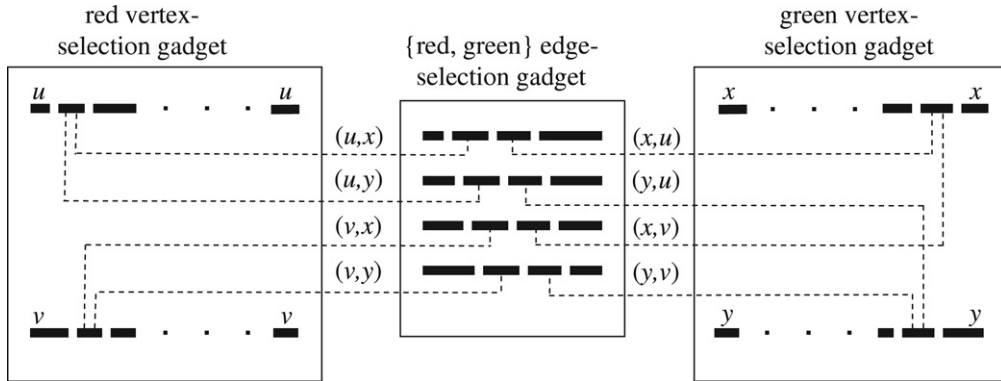 red vertex-
selection gadget
{red, green} edge-
selection gadget
green vertex-
selection gadget
u u
x x
(u,x) (x,u)
(u,y) (y,u)
(v,x) (x,v)
(v,y) (y,v)
v v
y y